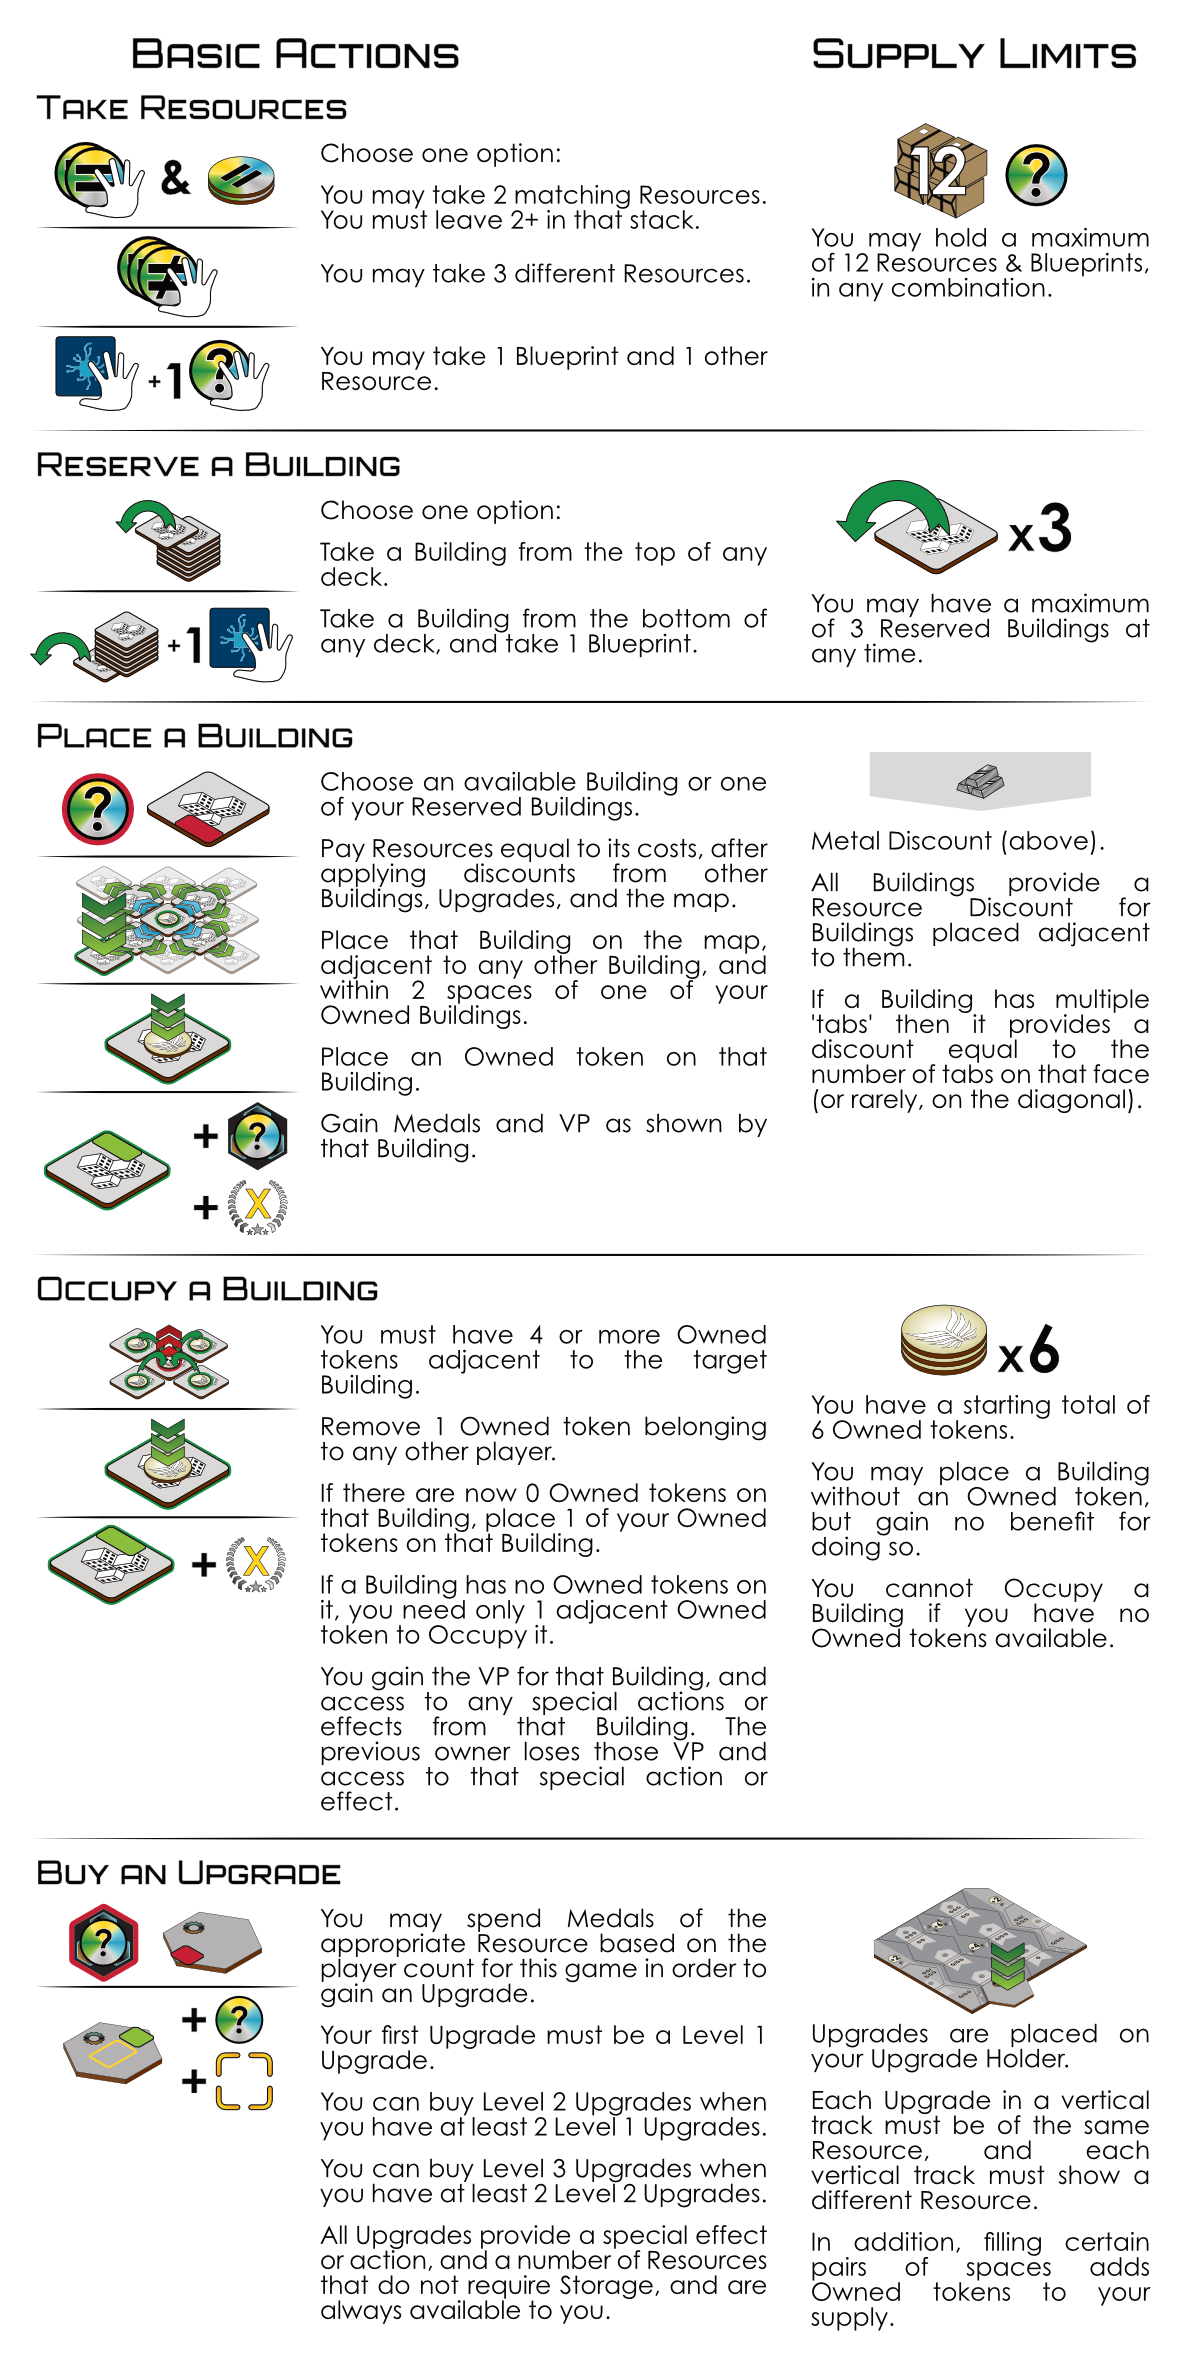 Basic Actions
Supply Limits
Take Resources
&
Choose one option:
You may take 2 matching Resources.
You must leave 2+ in that stack.
You may take 3 different Resources.
+1
?
You may take 1 Blueprint and 1 other
Resource.
12
?
You may hold a maximum
of 12 Resources & Blueprints,
in any combination.
Reserve a Building
Choose one option:
Take a Building from the top of any
deck.
+1
Take a Building from the bottom of
any deck, and take 1 Blueprint.
x3
You may have a maximum
of 3 Reserved Buildings at
any time.
Place a Building
?
Choose an available Building or one
of your Reserved Buildings.
Pay Resources equal to its costs, after
applying discounts from other
Buildings, Upgrades, and the map.
Place that Building on the map,
adjacent to any other Building, and
within 2 spaces of one of your
Owned Buildings.
Place an Owned token on that
Building.
+ ?
+ X
Gain Medals and VP as shown by
that Building.
Metal Discount (above).
All Buildings provide a
Resource Discount for
Buildings placed adjacent
to them.
If a Building has multiple
'tabs' then it provides a
discount equal to the
number of tabs on that face
(or rarely, on the diagonal).
Occupy a Building
You must have 4 or more Owned
tokens adjacent to the target
Building.
Remove 1 Owned token belonging
to any other player.
If there are now 0 Owned tokens on
that Building, place 1 of your Owned
tokens on that Building.
+ X
If a Building has no Owned tokens on
it, you need only 1 adjacent Owned
token to Occupy it.
You gain the VP for that Building, and
access to any special actions or
effects from that Building. The
previous owner loses those VP and
access to that special action or
effect.
x6
You have a starting total of
6 Owned tokens.
You may place a Building
without an Owned token,
but gain no benefit for
doing so.
You cannot Occupy a
Building if you have no
Owned tokens available.
Buy an Upgrade
?
You may spend Medals of the
appropriate Resource based on the
player count for this game in order to
gain an Upgrade.
+ ?
+
Your first Upgrade must be a Level 1
Upgrade.
You can buy Level 2 Upgrades when
you have at least 2 Level 1 Upgrades.
You can buy Level 3 Upgrades when
you have at least 2 Level 2 Upgrades.
All Upgrades provide a special effect
or action, and a number of Resources
that do not require Storage, and are
always available to you.
Upgrades are placed on
your Upgrade Holder.
Each Upgrade in a vertical
track must be of the same
Resource, and each
vertical track must show a
different Resource.
In addition, filling certain
pairs of spaces adds
Owned tokens to your
supply.